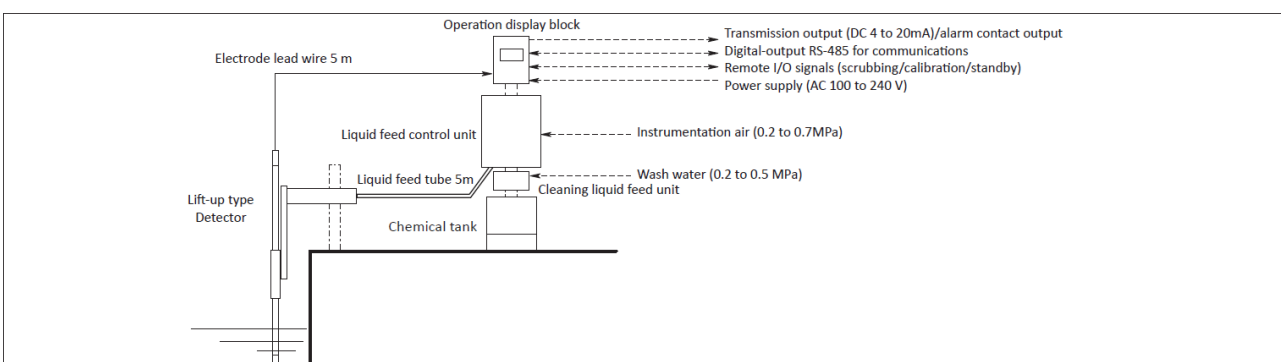 Operation display block
Transmission output (DC 4 to 20mA)/alarm contact output
Digital-output RS-485 for communications
Remote I/O signals (scrubbing/calibration/standby)
Power supply (AC 100 to 240 V)
Electrode lead wire 5 m
Liquid feed control unit
Instrumentation air (0.2 to 0.7MPa)
Wash water (0.2 to 0.5 MPa)
Liquid feed tube 5m
Cleaning liquid feed unit
Lift-up type
Detector
Chemical tank